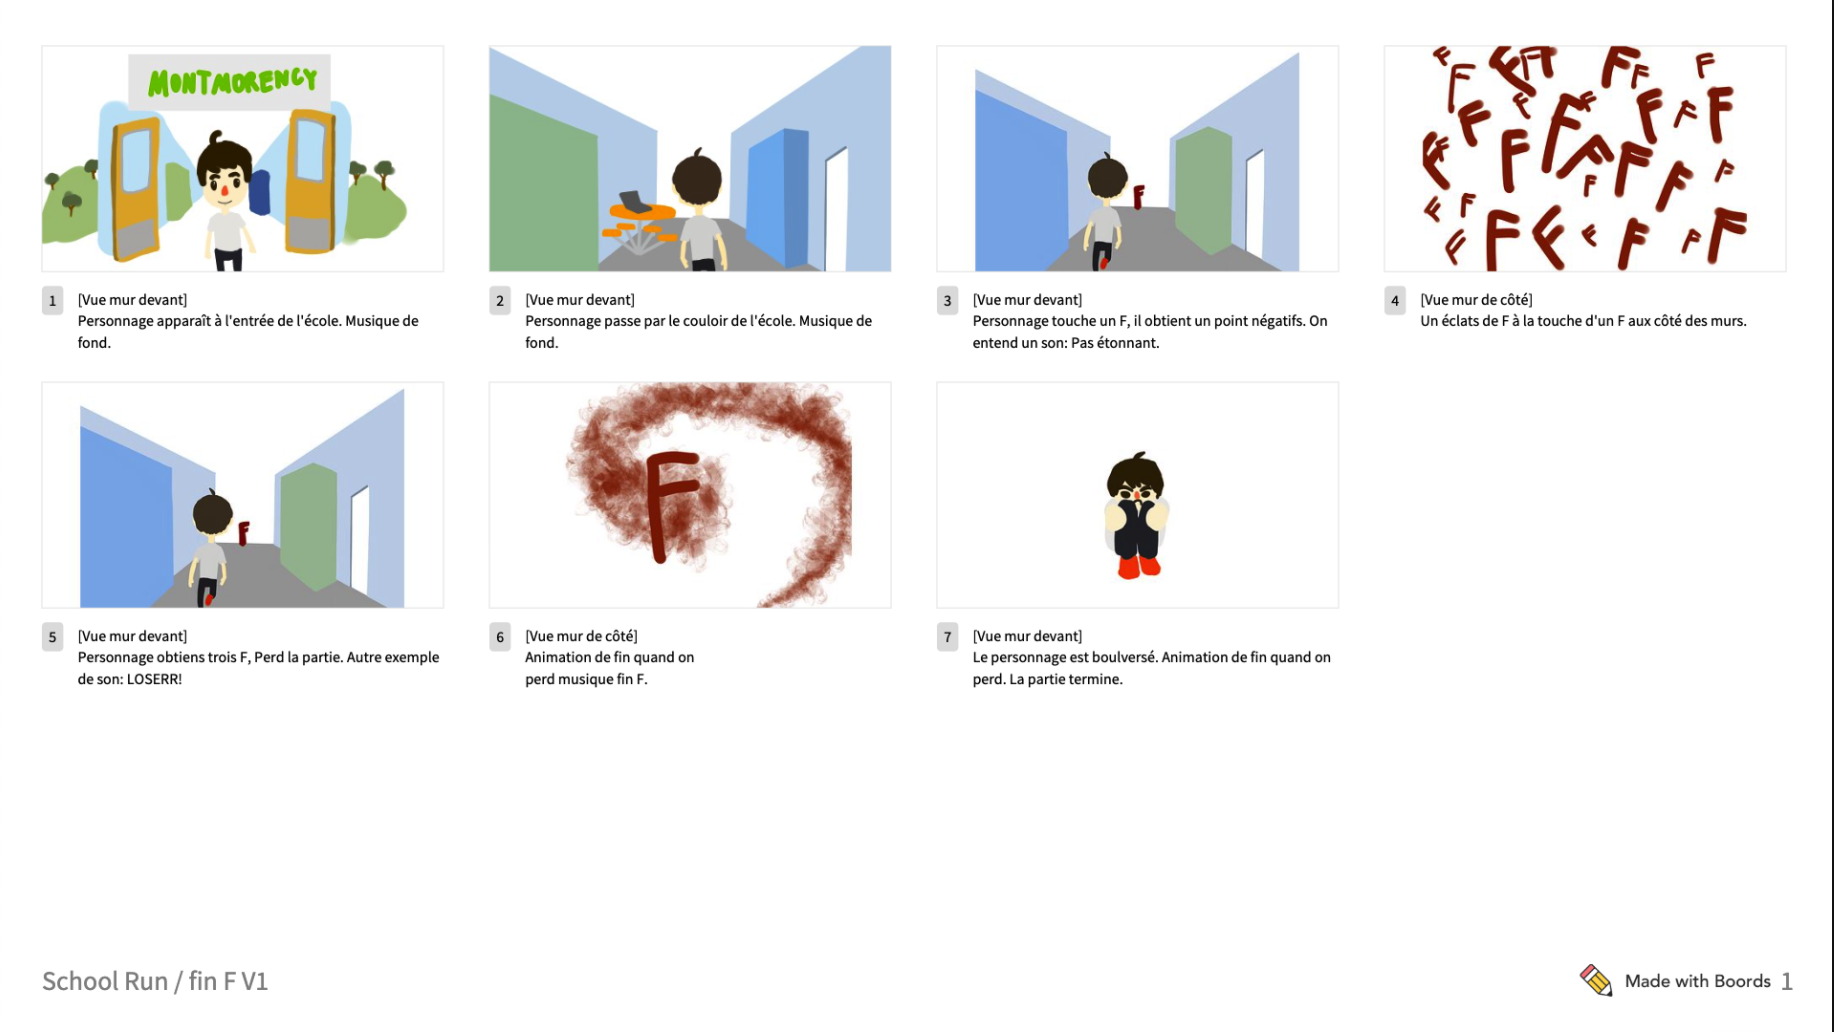 MONTMORENCY
F
F F F F F F F F F F F F F F F F F F F F F F F F F F F
1
[Vue mur devant]
Personnage apparaît à l'entrée de l'école. Musique de
fond.
2
[Vue mur devant]
Personnage passe par le couloir de l'école. Musique de
fond.
3
[Vue mur devant]
Personnage touche un F, il obtient un point négatifs. On
entend un son: Pas étonnant.
4
[Vue mur de côté]
Un éclats de F à la touche d'un F aux côté des murs.
F
F
5
[Vue mur devant]
Personnage obtiens trois F, Perd la partie. Autre exemple
de son: LOSERR!
6
[Vue mur de côté]
Animation de fin quand on
perd musique fin F.
7
[Vue mur devant]
Le personnage est boulversé. Animation de fin quand on
perd. La partie termine.
School Run / fin F V1
Made with Boords 1